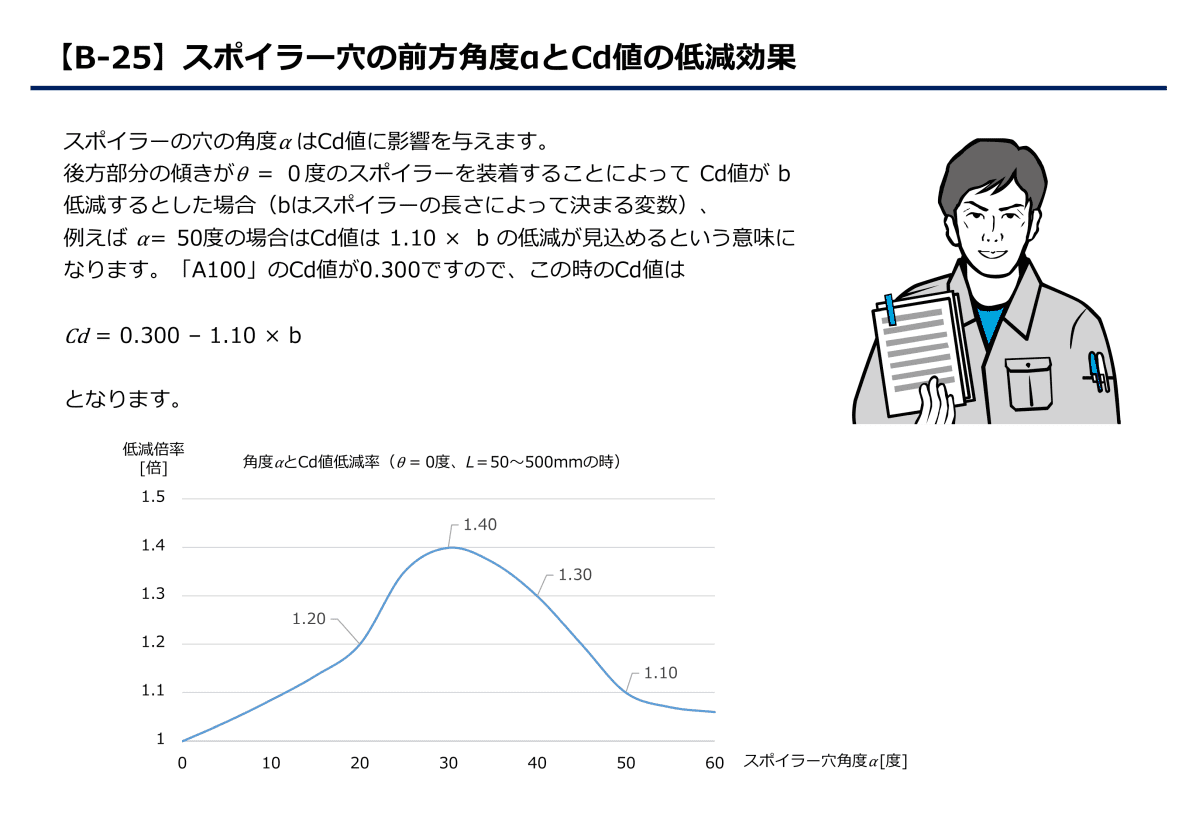 【B-25】スポイラー穴の前方角度αとCd値の低減効果
スポイラーの穴の角度α はCd値に影響を与えます。
後方部分の傾きがθ ＝ ０度のスポイラーを装着することによって Cd値が b
低減するとした場合（bはスポイラーの長さによって決まる変数）、
例えば α＝ 50度の場合はCd値は 1.10 × b の低減が見込めるという意味に
なります。「A100」のCd値が0.300ですので、この時のCd値は
Cd = 0.300 – 1.10 × b
となります。
低減倍率
[倍]
角度αとCd値低減率（θ = 0度、L＝50～500mmの時）
1.5
1.4
1.3
1.2
1.1
1
1.40
1.30
1.20
1.10
0 10 20 30 40 50 60
スポイラー穴角度α[度]